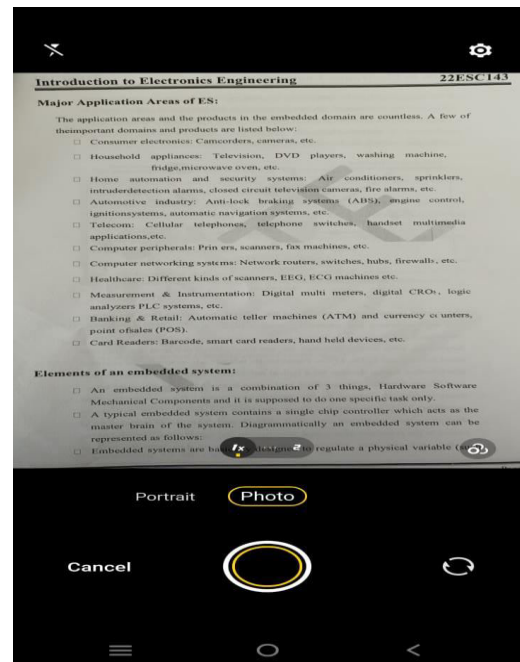 Introduction to Electronics Engineering 22ESC143
Major Application Areas of ES:
The application areas and the products in the embedded domain are countless. A few of
theimportant domains and products are listed below:
□ Consumer electronics: Camcorders, cameras, etc.
□ Household appliances: Television, DVD players, washing machine,
fridge,microwave oven, etc.
□ Home automation and security systems: Air conditioners, sprinklers,
intruderdetection alarms, closed circuit television cameras, fire alarms, etc.
□ Automotive industry: Anti-lock braking systems (ABS), engine control,
ignitionsystems, automatic navigation systems, etc.
□ Telecom: Cellular telephones, telephone switches, handset multimedia
applications,etc.
□ Computer peripherals: Prin ers, scanners, fax machines, etc.
□ Computer networking systems: Network routers, switches, hubs, firewalls, etc.
□ Healthcare: Different kinds of scanners, EEG, ECG machines etc.
□ Measurement & Instrumentation: Digital multi meters, digital CROs, logic
analyzers PLC systems, etc.
□ Banking & Retail: Automatic teller machines (ATM) and currency counters,
point ofsales (POS).
□ Card Readers: Barcode, smart card readers, hand held devices, etc.
Elements of an embedded system:
□ An embedded system is a combination of 3 things, Hardware Software
Mechanical Components and it is supposed to do one specific task only.
□ A typical embedded system contains a single chip controller which acts as the
master brain of the system. Diagrammatically an embedded system can be
represented as follows:
□ Embedded systems are designed to regulate a physical variable
1x 2
Portrait Photo
Cancel